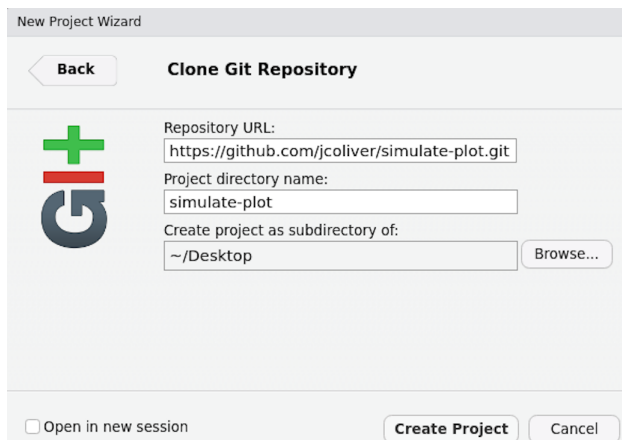 New Project Wizard
Back
Clone Git Repository
Repository URL:
https://github.com/jcoliver/simulate-plot.git
Project directory name:
simulate-plot
Create project as subdirectory of:
~/Desktop
Browse...
GIt
Open in new session
Create Project
Cancel